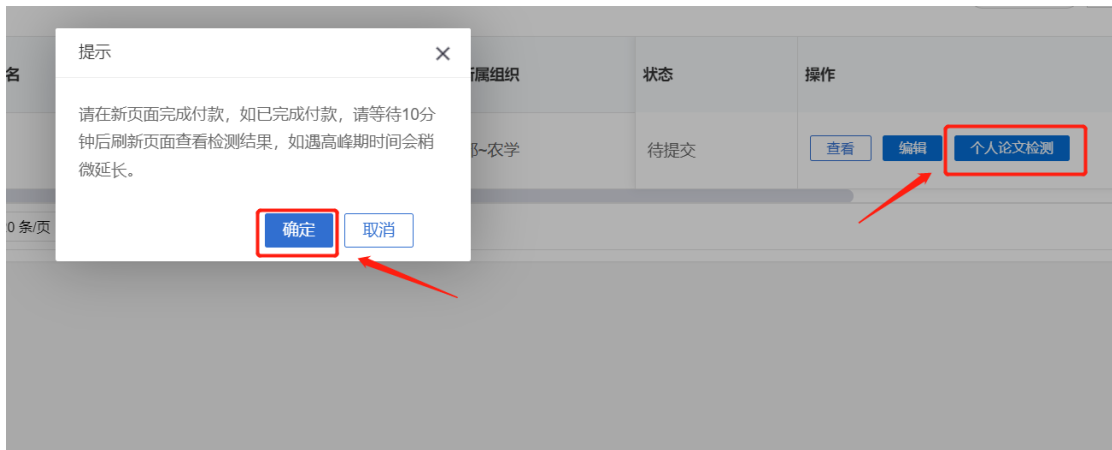 提示
请在新页面完成付款，如已完成付款，请等待10分
钟后刷新页面查看检测结果，如遇高峰期时间会稍
微延长。
确定 取消
名 属组织 状态 操作
~农学 待提交 查看 编辑 个人论文检测
0 条/页